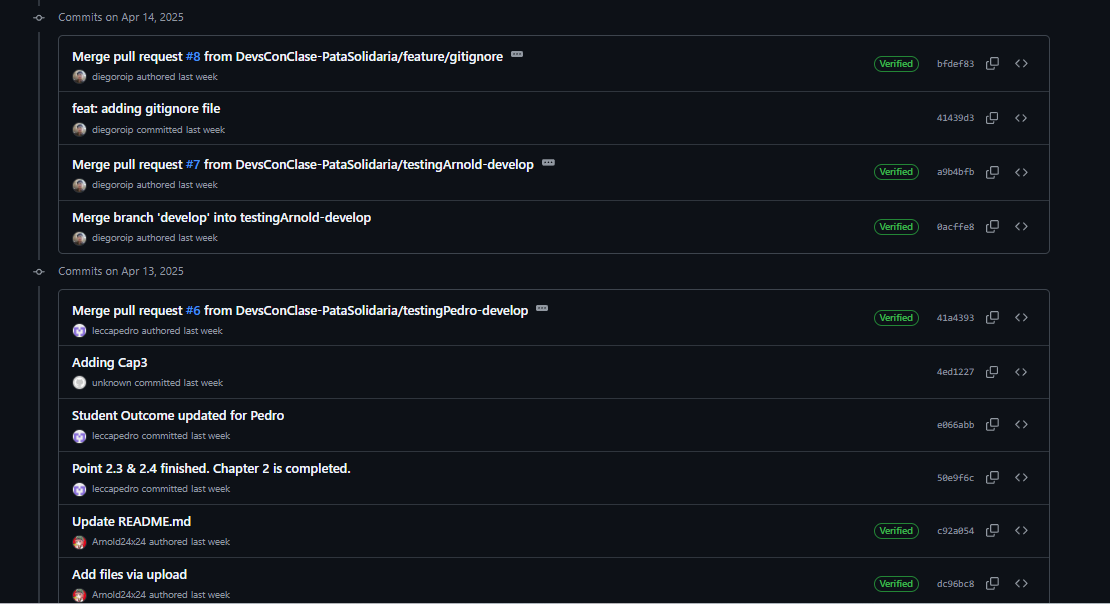 Commits on Apr 14, 2025
Merge pull request #8 from DevsConClase-PataSolidaria/feature/gitignore
diegoroip authored last week
Verified
bfdef83
feat: adding gitignore file
diegoroip committed last week
41439d3
Merge pull request #7 from DevsConClase-PataSolidaria/testingArnold-develop
diegoroip authored last week
Verified
a9b4bfb
Merge branch 'develop' into testingArnold-develop
diegoroip authored last week
Verified
0acffe8
Commits on Apr 13, 2025
Merge pull request #6 from DevsConClase-PataSolidaria/testingPedro-develop
leccapedro authored last week
Verified
41a4393
Adding Cap3
unknown committed last week
4ed1227
Student Outcome updated for Pedro
leccapedro committed last week
e066abb
Point 2.3 & 2.4 finished. Chapter 2 is completed.
leccapedro committed last week
50e9f6c
Update README.md
Arnold24x24 authored last week
Verified
c92a054
Add files via upload
Arnold24x24 authored last week
Verified
dc96bc8